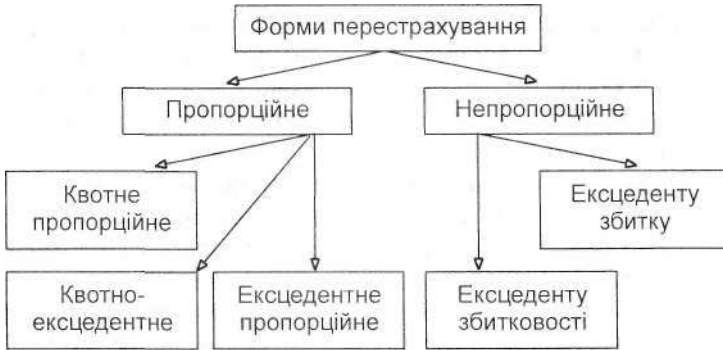 Форми перестрахування
Пропорційне
Непропорційне
Квотне
пропорційне
Ексцеденту
збитку
Квотно-
ексцедентне
Ексцедентне
пропорційне
Ексцеденту
збитковості